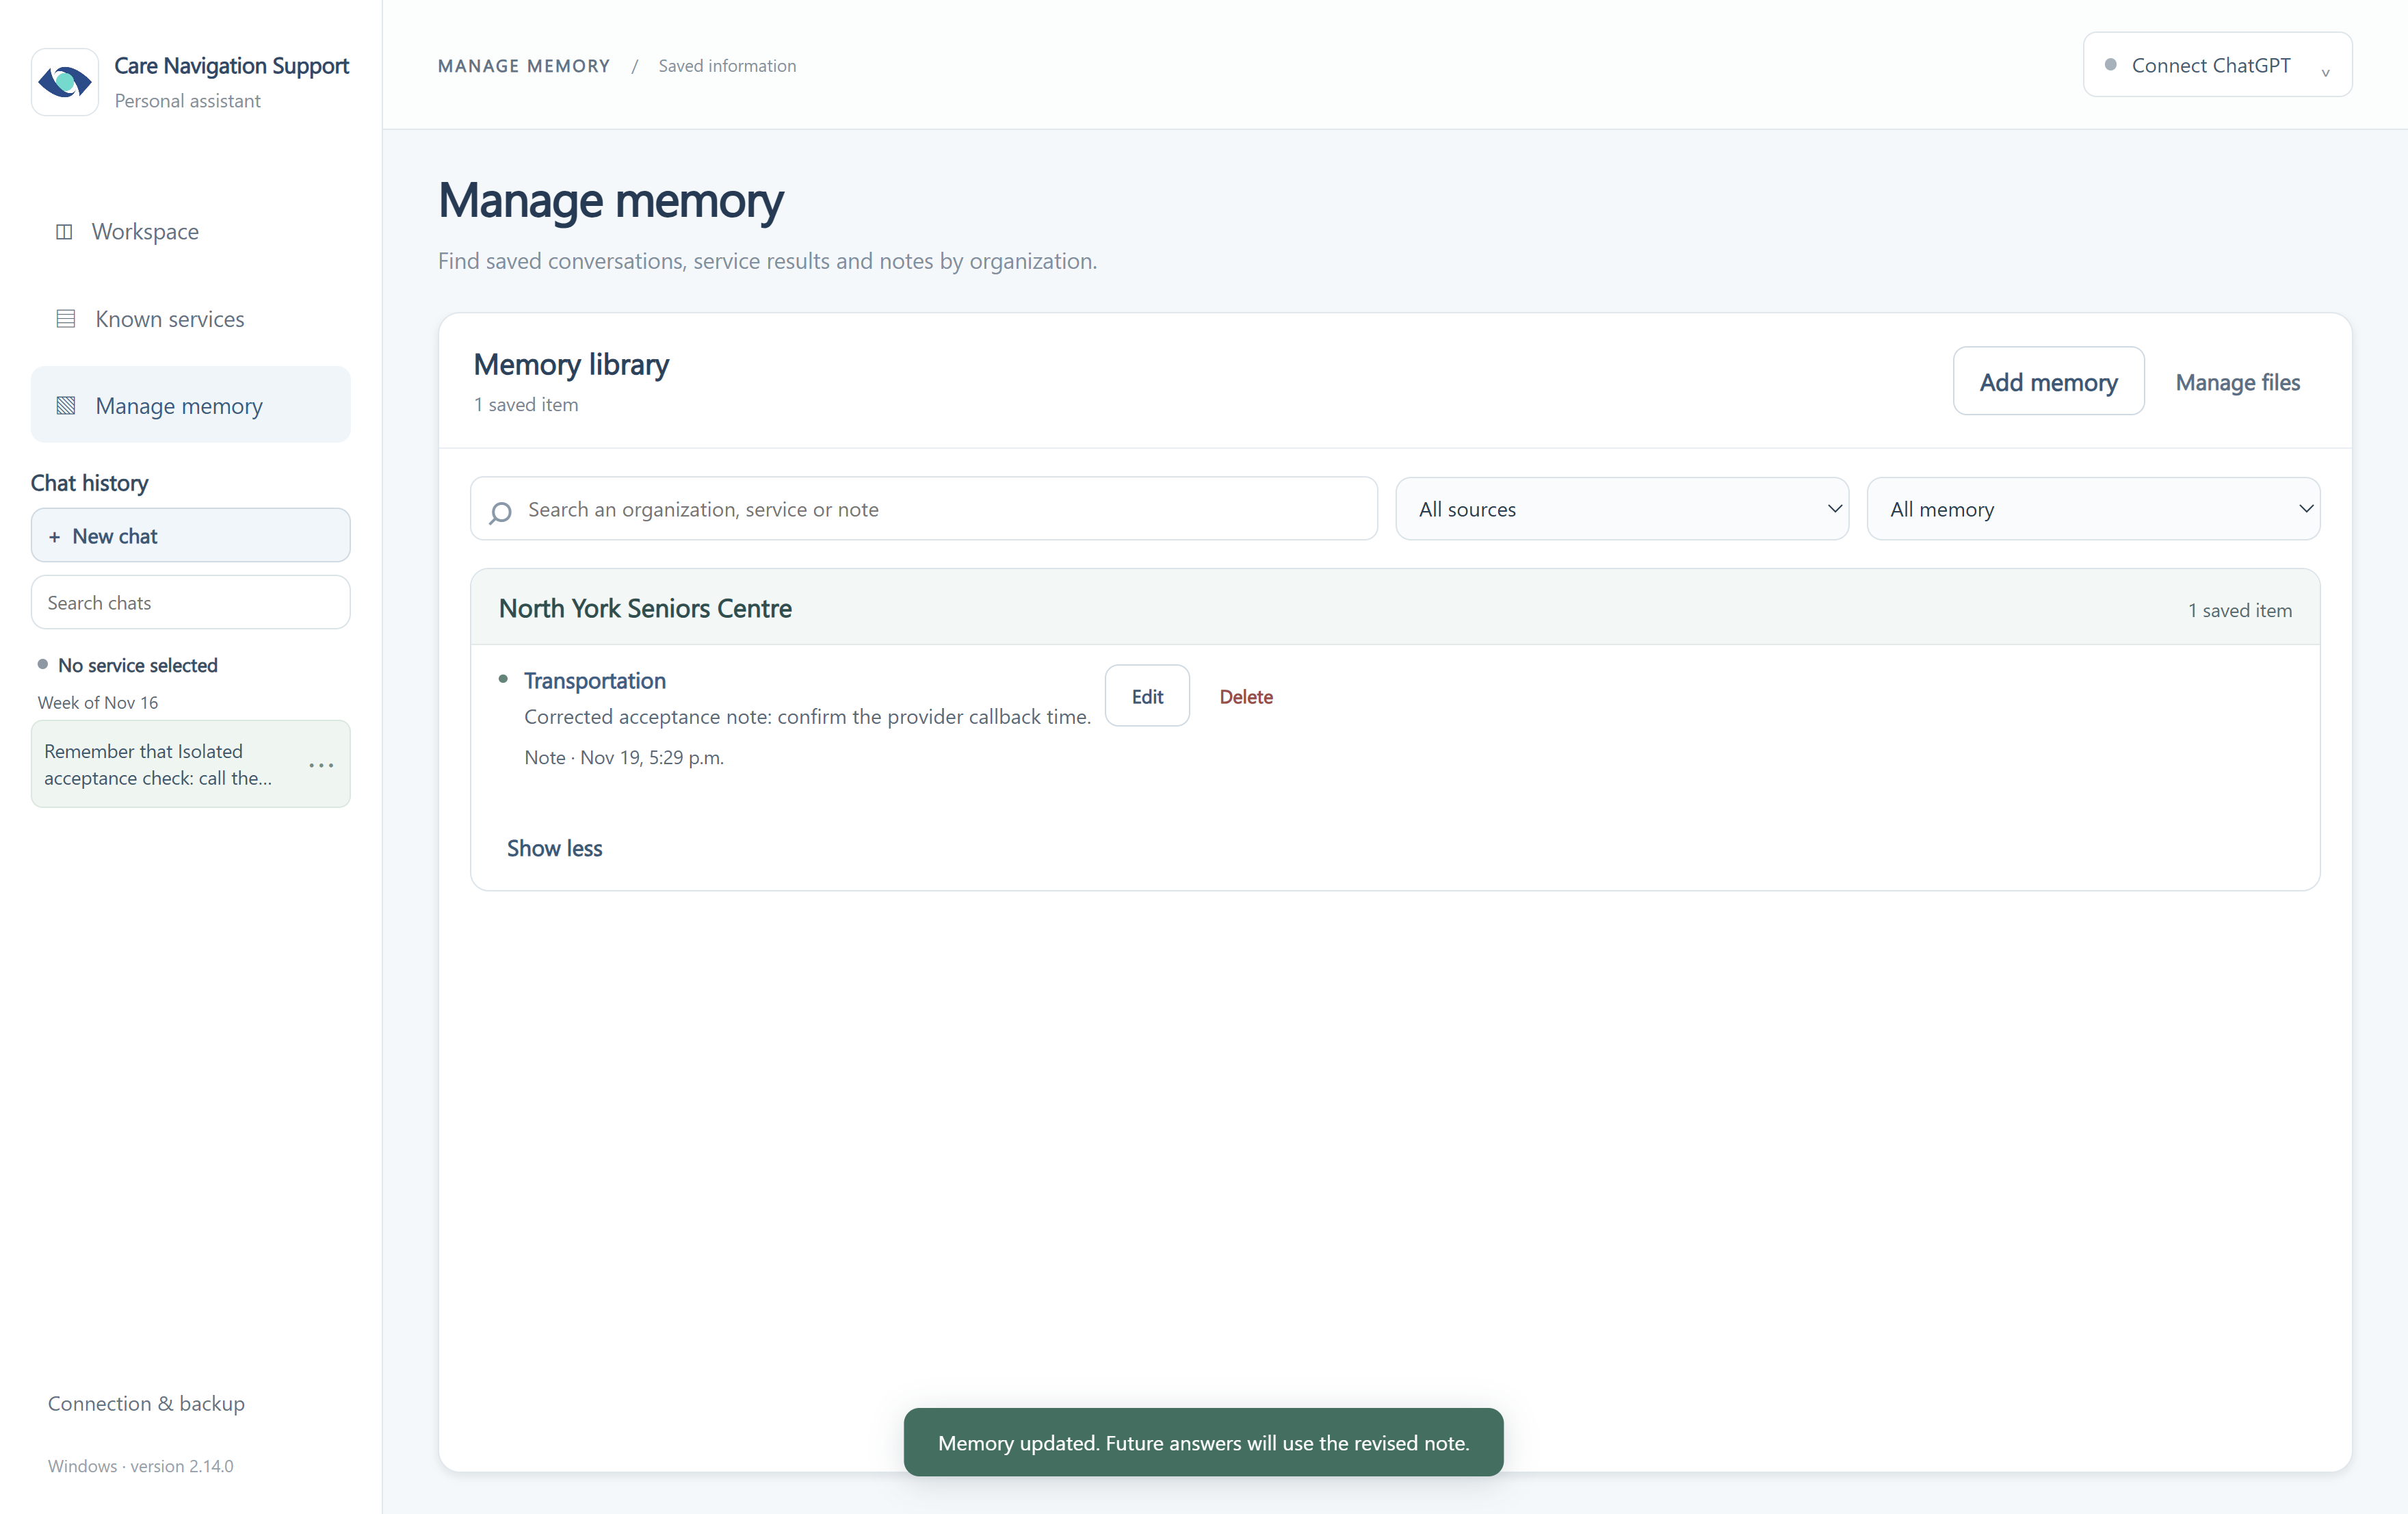 Care Navigation Support
Personal assistant
Workspace
Known services
Manage memory
Chat history
+ New chat
Search chats
No service selected
Week of Nov 16
Remember that Isolated
acceptance check: call the...
Connection & backup
Windows · version 2.14.0
MANAGE MEMORY / Saved information
Connect ChatGPT
Manage memory
Find saved conversations, service results and notes by organization.
Memory library
1 saved item
Add memory
Manage files
Search an organization, service or note
All sources
All memory
North York Seniors Centre
1 saved item
Transportation
Corrected acceptance note: confirm the provider callback time.
Note · Nov 19, 5:29 p.m.
Edit
Delete
Show less
Memory updated. Future answers will use the revised note.